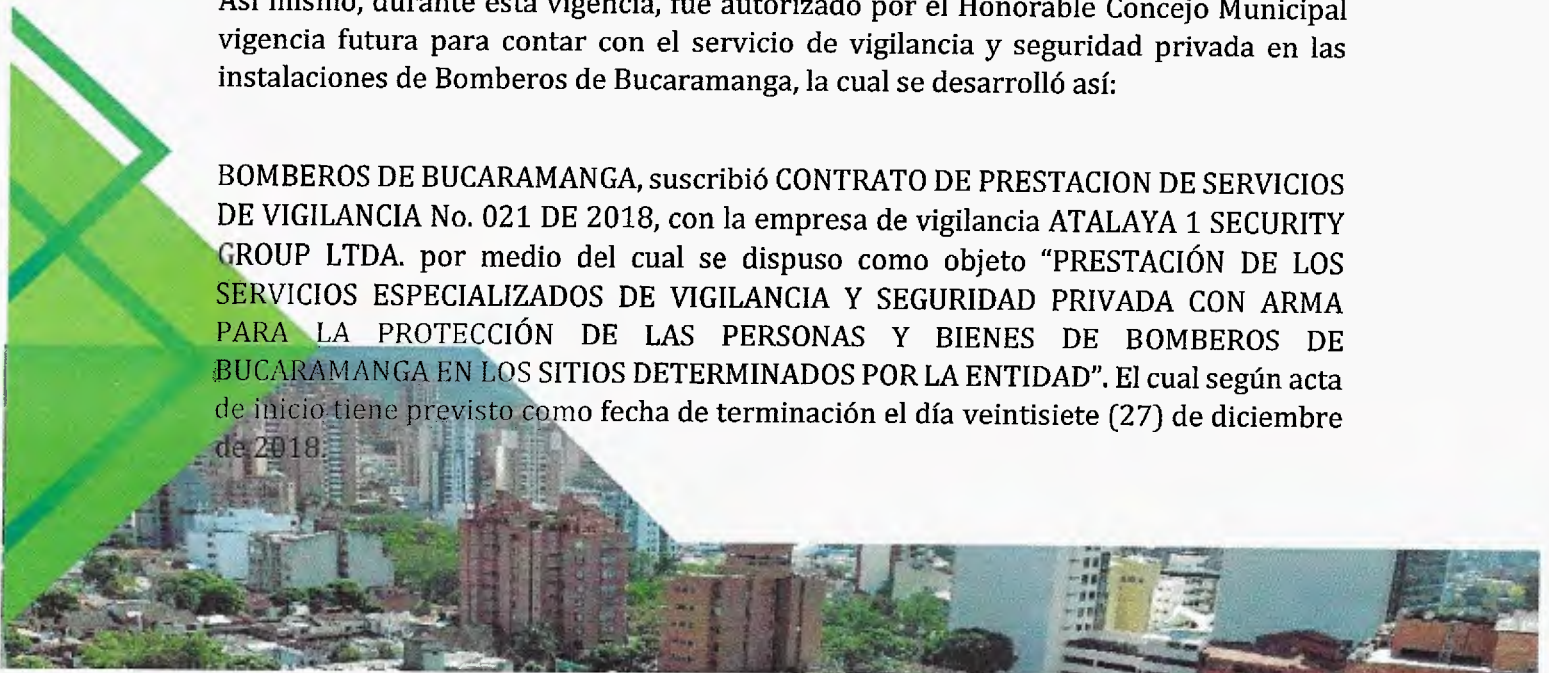 Así mismo, durante esta vigencia, fue autorizado por el Honorable Concejo Municipal
vigencia futura para contar con el servicio de vigilancia y seguridad privada en las
instalaciones de Bomberos de Bucaramanga, la cual se desarrolló así:
BOMBEROS DE BUCARAMANGA, suscribió CONTRATO DE PRESTACION DE SERVICIOS
DE VIGILANCIA No. 021 DE 2018, con la empresa de vigilancia ATALAYA 1 SECURITY
GROUP LTDA. por medio del cual se dispuso como objeto “PRESTACIÓN DE LOS
SERVICIOS ESPECIALIZADOS DE VIGILANCIA Y SEGURIDAD PRIVADA CON ARMA
PARA LA PROTECCIÓN DE LAS PERSONAS Y BIENES DE BOMBEROS DE
BUCARAMANGA EN LOS SITIOS DETERMINADOS POR LA ENTIDAD”. El cual según acta
de inicio tiene previsto como fecha de terminación el día veintisiete (27) de diciembre
de 2018.